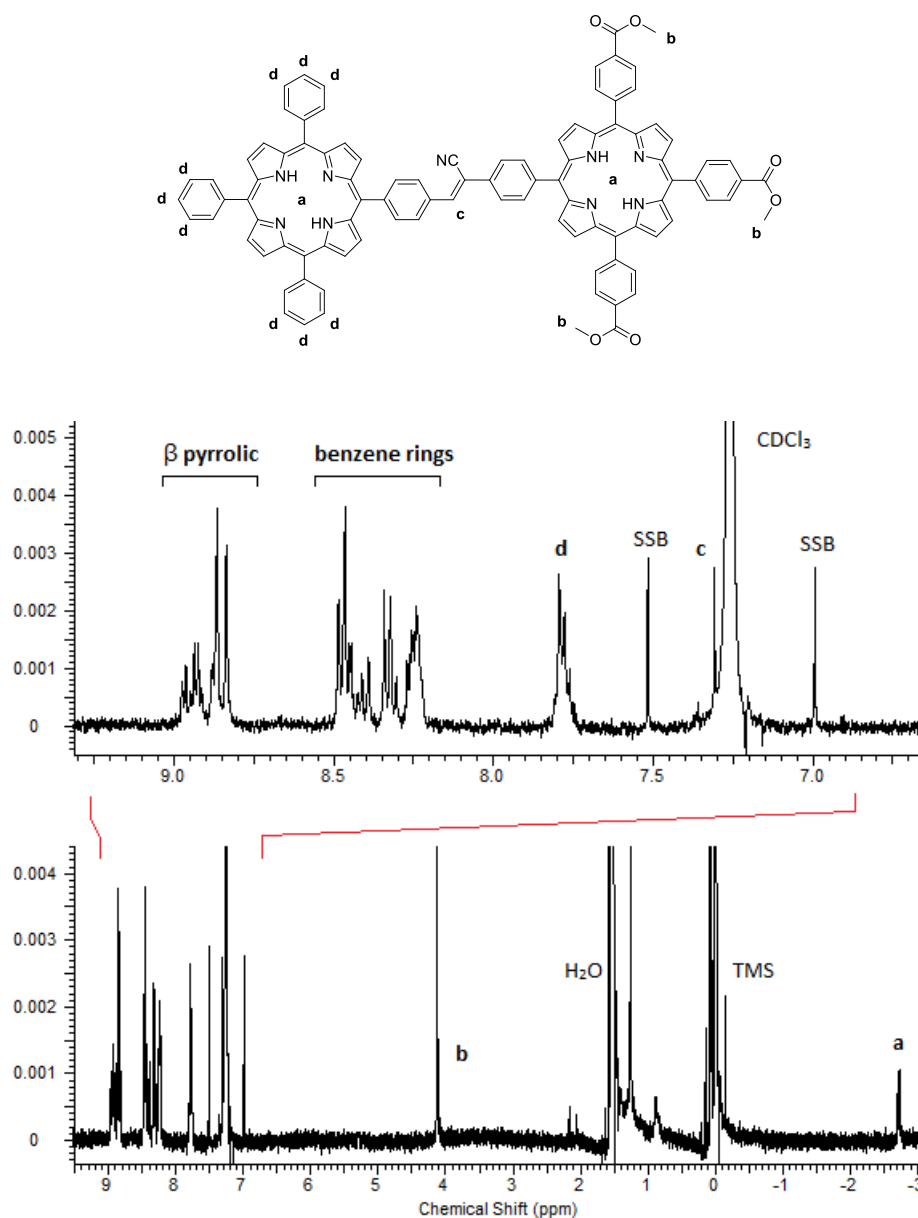 O
O
b
d
d
d
d
d
d
d
d
d
NH
N
N
HN
a
NC
c
NH
N
N
HN
a
O
O
b
b
O
O
0.005
0.004
0.003
0.002
0.001
0
β pyrrolic
benzene rings
d
SSB
c
CDCl₃
SSB
9.0
8.5
8.0
7.5
7.0
0.004
0.003
0.002
0.001
0
b
H₂O
TMS
a
9
8
7
6
5
4
3
2
1
0
-1
-2
-3
Chemical Shift (ppm)